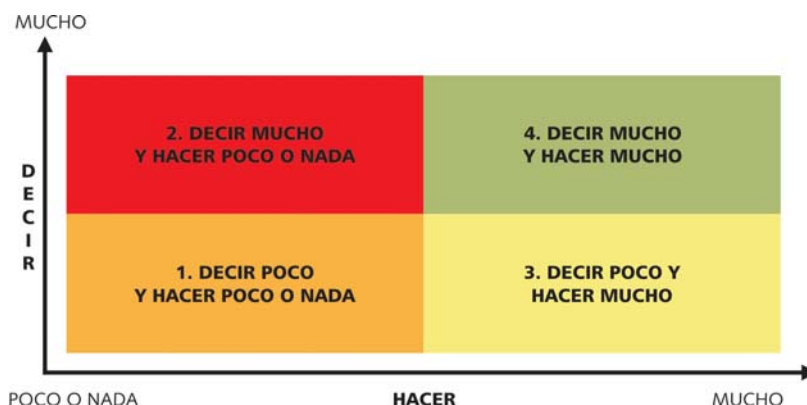 MUCHO
2. DECIR MUCHO
Y HACER POCO O NADA
4. DECIR MUCHO
Y HACER MUCHO
DECIR
1. DECIR POCO
Y HACER POCO O NADA
3. DECIR POCO Y
HACER MUCHO
POCO O NADA
HACER
MUCHO